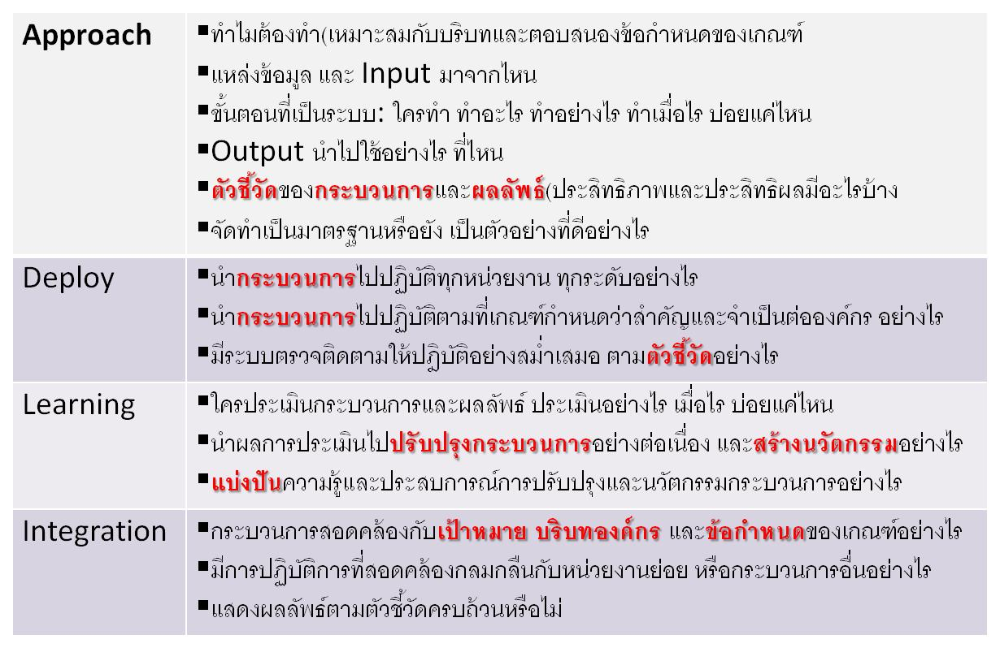 Approach
▪ทำไมต้องทำ(เหมาะสมกับบริบทและตอบสนองข้อกำหนดของเกณฑ์
▪แหล่งข้อมูล และ Input มาจากไหน
▪ขั้นตอนที่เป็นระบบ: ใครทำ ทำอะไร ทำอย่างไร ทำเมื่อไร บ่อยแค่ไหน
▪Output นำไปใช้อย่างไร ที่ไหน
▪ตัวชี้วัดของกระบวนการและผลลัพธ์(ประสิทธิภาพและประสิทธิผลมีอะไรบ้าง
▪จัดทำเป็นมาตรฐานหรือยัง เป็นตัวอย่างที่ดีอย่างไร
Deploy
▪นำกระบวนการไปปฏิบัติทุกหน่วยงาน ทุกระดับอย่างไร
▪นำกระบวนการไปปฏิบัติตามที่เกณฑ์กำหนดว่าสำคัญและจำเป็นต่อองค์กร อย่างไร
▪มีระบบตรวจติดตามให้ปฎิบัติอย่างสม่ำเสมอ ตามตัวชี้วัดอย่างไร
Learning
▪ใครประเมินกระบวนการและผลลัพธ์ ประเมินอย่างไร เมื่อไร บ่อยแค่ไหน
▪นำผลการประเมินไปปรับปรุงกระบวนการอย่างต่อเนื่อง และสร้างนวัตกรรมอย่างไร
▪แบ่งปันความรู้และประสบการณ์การปรับปรุงและนวัตกรรมกระบวนการอย่างไร
Integration
▪กระบวนการสอดคล้องกับเป้าหมาย บริบทองค์กร และข้อกำหนดของเกณฑ์อย่างไร
▪มีการปฏิบัติการที่สอดคล้องกลมกลืนกับหน่วยงานย่อย หรือกระบวนการอื่นอย่างไร
▪แสดงผลลัพธ์ตามตัวชี้วัดครบถ้วนหรือไม่